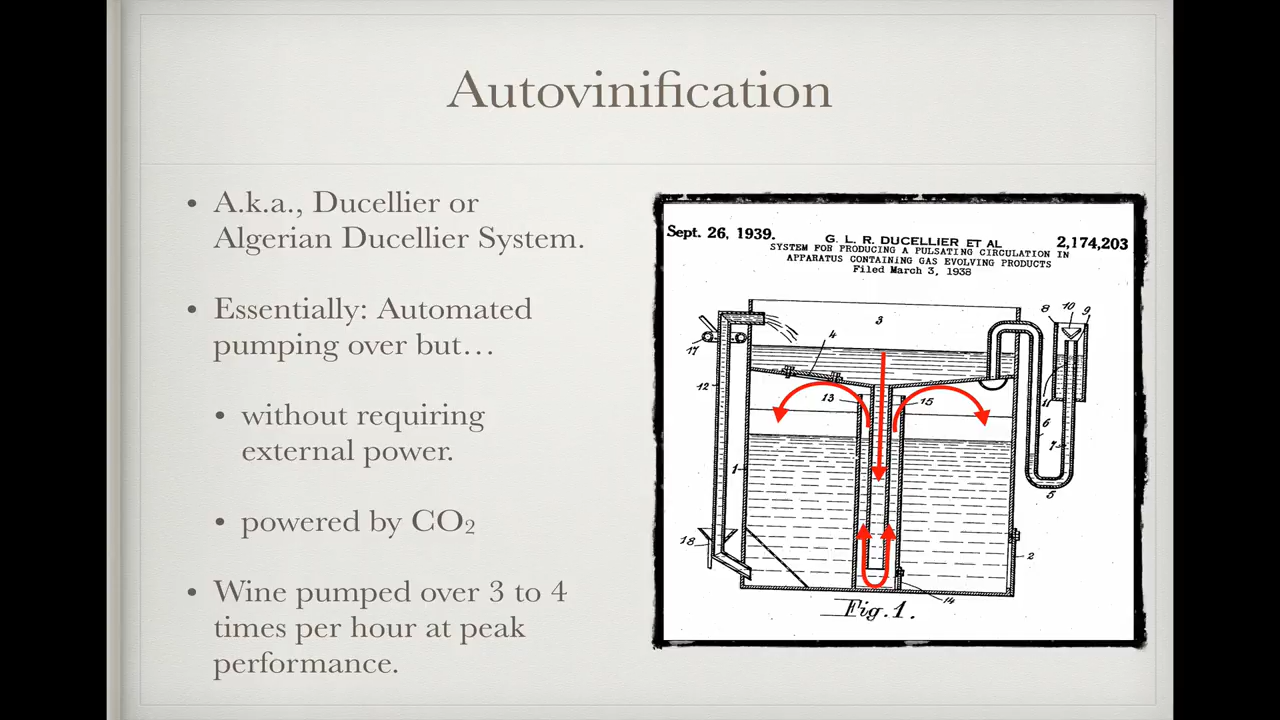 Autovinification
• A.k.a., Ducellier or
Algerian Ducellier System.
• Essentially: Automated
pumping over but…
• without requiring
external power.
• powered by CO₂
• Wine pumped over 3 to 4
times per hour at peak
performance.
Sept. 26, 1939.
G. L. R. DUCELLIER ET AL
2,174,203
SYSTEM FOR PRODUCING A PULSATING CIRCULATION IN
APPARATUS CONTAINING GAS EVOLVING PRODUCTS
Filed March 3, 1938
8
10
9
3
4
17
12
13
15
11
6
7
1
5
18
2
14
Fig.1.